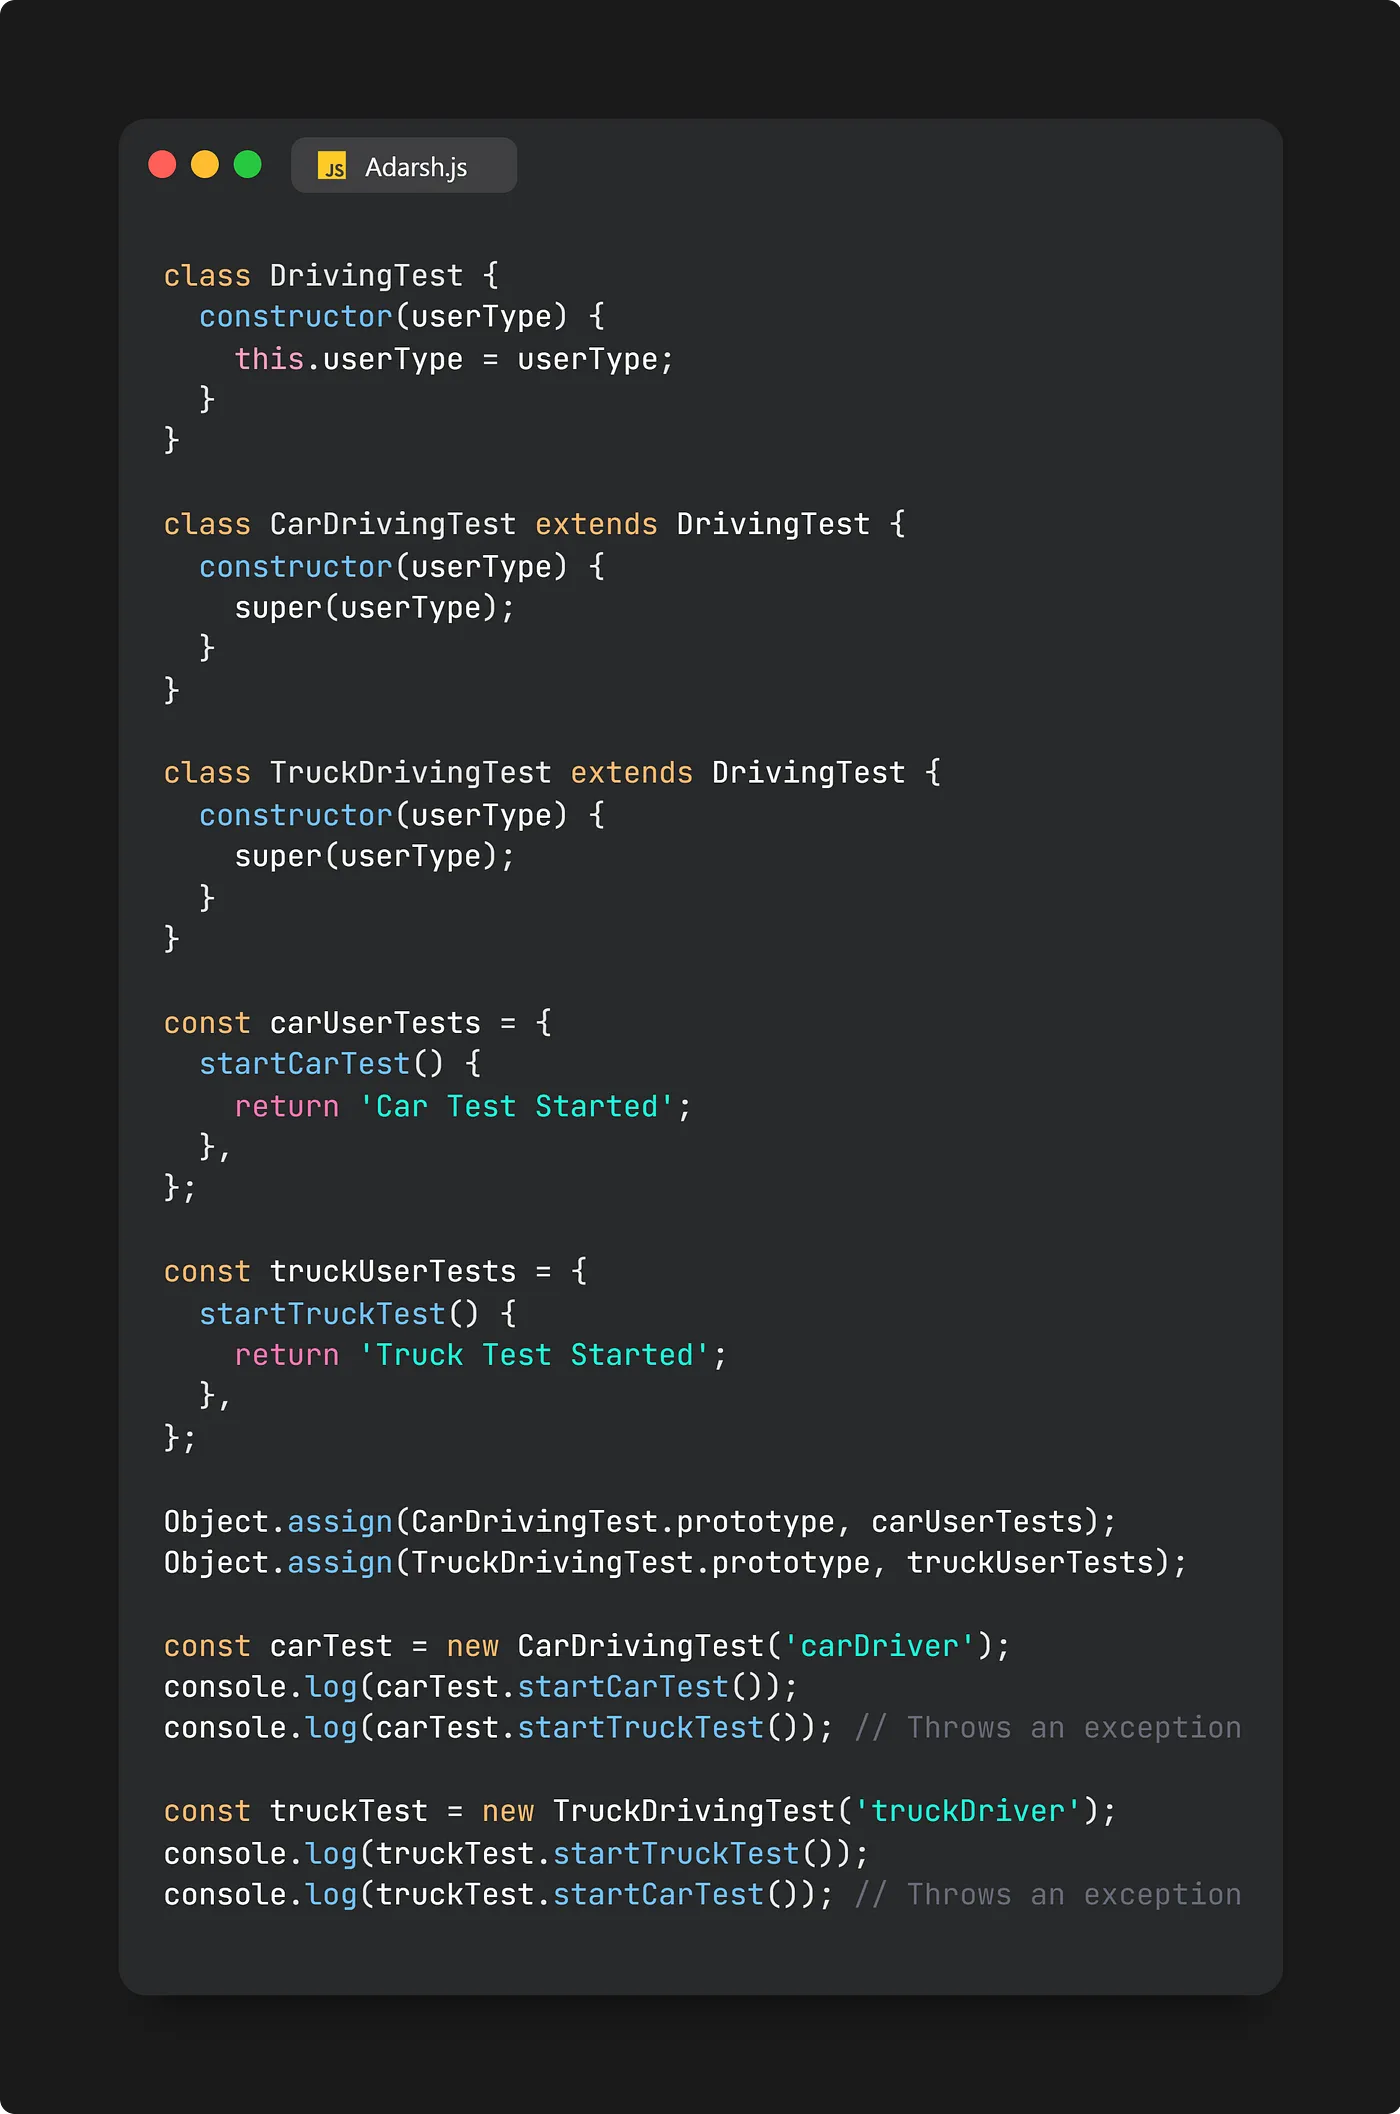 JS Adarsh.js
class DrivingTest {
  constructor(userType) {
    this.userType = userType;
  }
}

class CarDrivingTest extends DrivingTest {
  constructor(userType) {
    super(userType);
  }
}

class TruckDrivingTest extends DrivingTest {
  constructor(userType) {
    super(userType);
  }
}

const carUserTests = {
  startCarTest() {
    return 'Car Test Started';
  },
};

const truckUserTests = {
  startTruckTest() {
    return 'Truck Test Started';
  },
};

Object.assign(CarDrivingTest.prototype, carUserTests);
Object.assign(TruckDrivingTest.prototype, truckUserTests);

const carTest = new CarDrivingTest('carDriver');
console.log(carTest.startCarTest());
console.log(carTest.startTruckTest()); // Throws an exception

const truckTest = new TruckDrivingTest('truckDriver');
console.log(truckTest.startTruckTest());
console.log(truckTest.startCarTest()); // Throws an exception